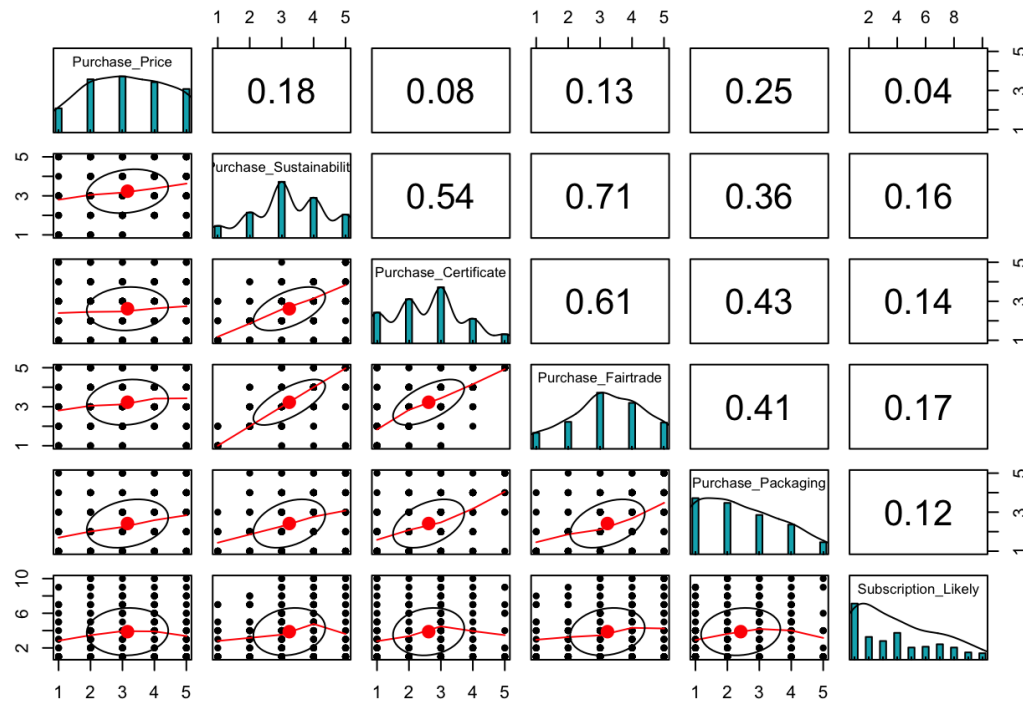 1 2 3 4 5 1 2 3 4 5 2 4 6 8
Purchase_Price 0.18 0.08 0.13 0.25 0.04 1 3 5
1 3 5 Purchase_Sustainabilit 0.54 0.71 0.36 0.16
Purchase_Certificate 0.61 0.43 0.14 1 3 5
1 3 5 Purchase_Fairtrade 0.41 0.17
Purchase_Packaging 0.12 1 3 5
2 6 10 Subscription_Likely
1 2 3 4 5 1 2 3 4 5 1 2 3 4 5